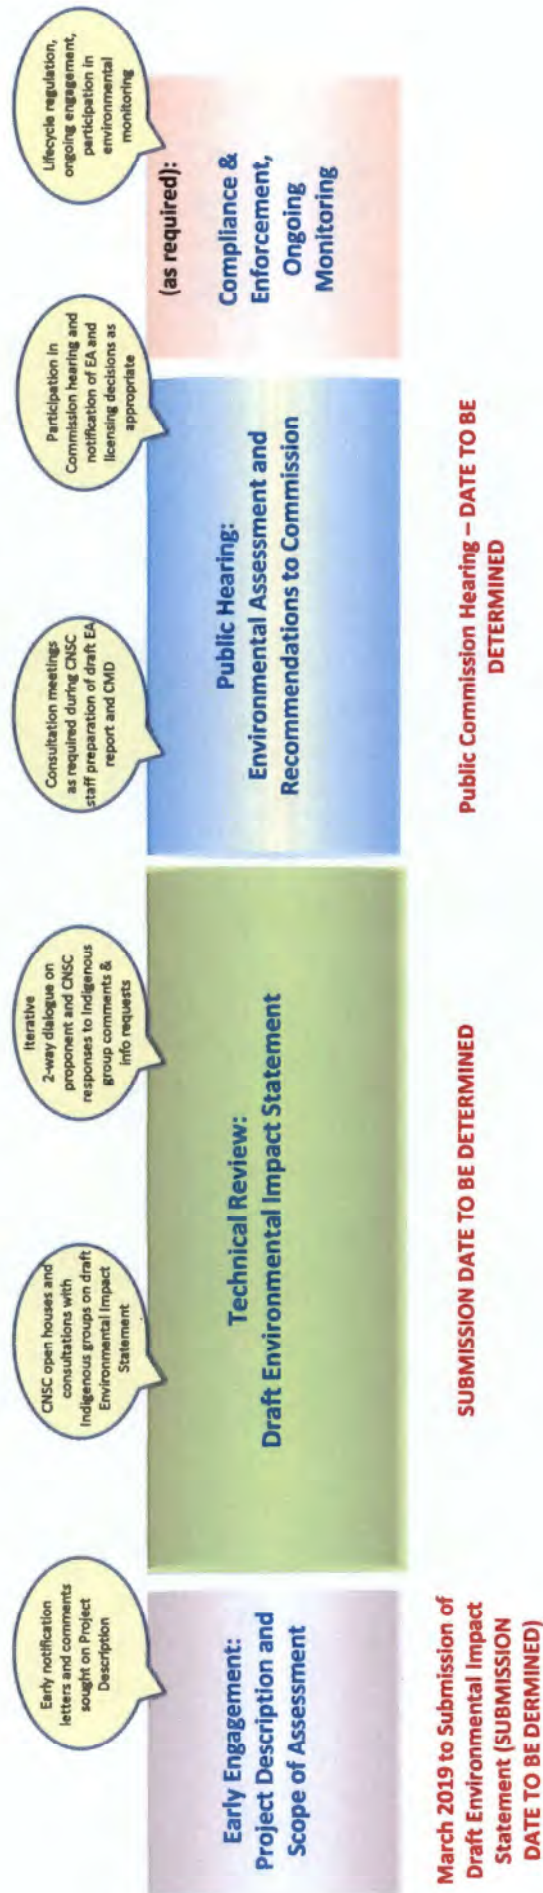 Early notification
letters and comments
sought on Project
Description
CNSC open houses and
consultations with
Indigenous groups on draft
Environmental Impact
Statement
Iterative
2-way dialogue on
proponent and CNSC
responses to Indigenous
group comments &
info requests
Consultation meetings
as required during CNSC
staff preparation of draft EA
report and CMD
Participation in
Commission hearing and
notification of EA and
licensing decisions as
appropriate
Lifecycle regulation,
ongoing engagement,
participation in
environmental
monitoring
Early Engagement:
Project Description and
Scope of Assessment
Technical Review:
Draft Environmental Impact Statement
Public Hearing:
Environmental Assessment and
Recommendations to Commission
(as required):
Compliance &
Enforcement,
Ongoing
Monitoring
March 2019 to Submission of
Draft Environmental Impact
Statement (SUBMISSION
DATE TO BE DERMINED)
SUBMISSION DATE TO BE DETERMINED
Public Commission Hearing – DATE TO BE
DETERMINED